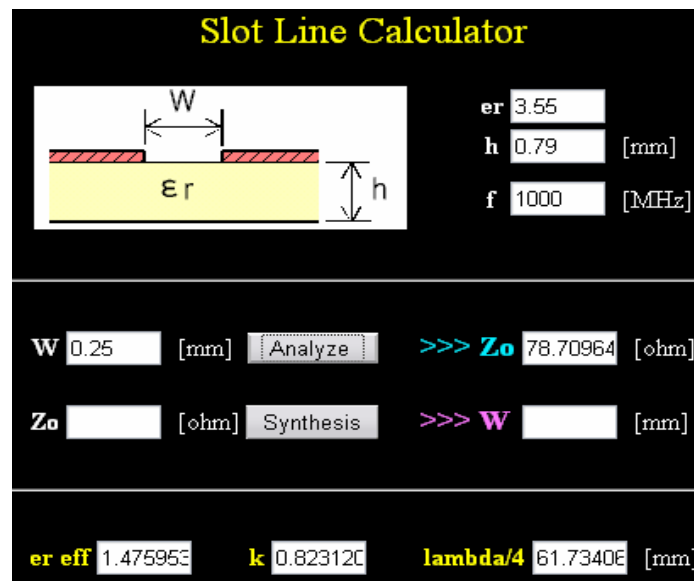 Slot Line Calculator
W
εr
h
er 3.55
h 0.79 [mm]
f 1000 [MHz]
W 0.25 [mm] Analyze >>> Zo 78.70964 [ohm]
Zo [ohm] Synthesis >>> W [mm]
er eff 1.475953 k 0.823120 lambda/4 61.73406 [mm]